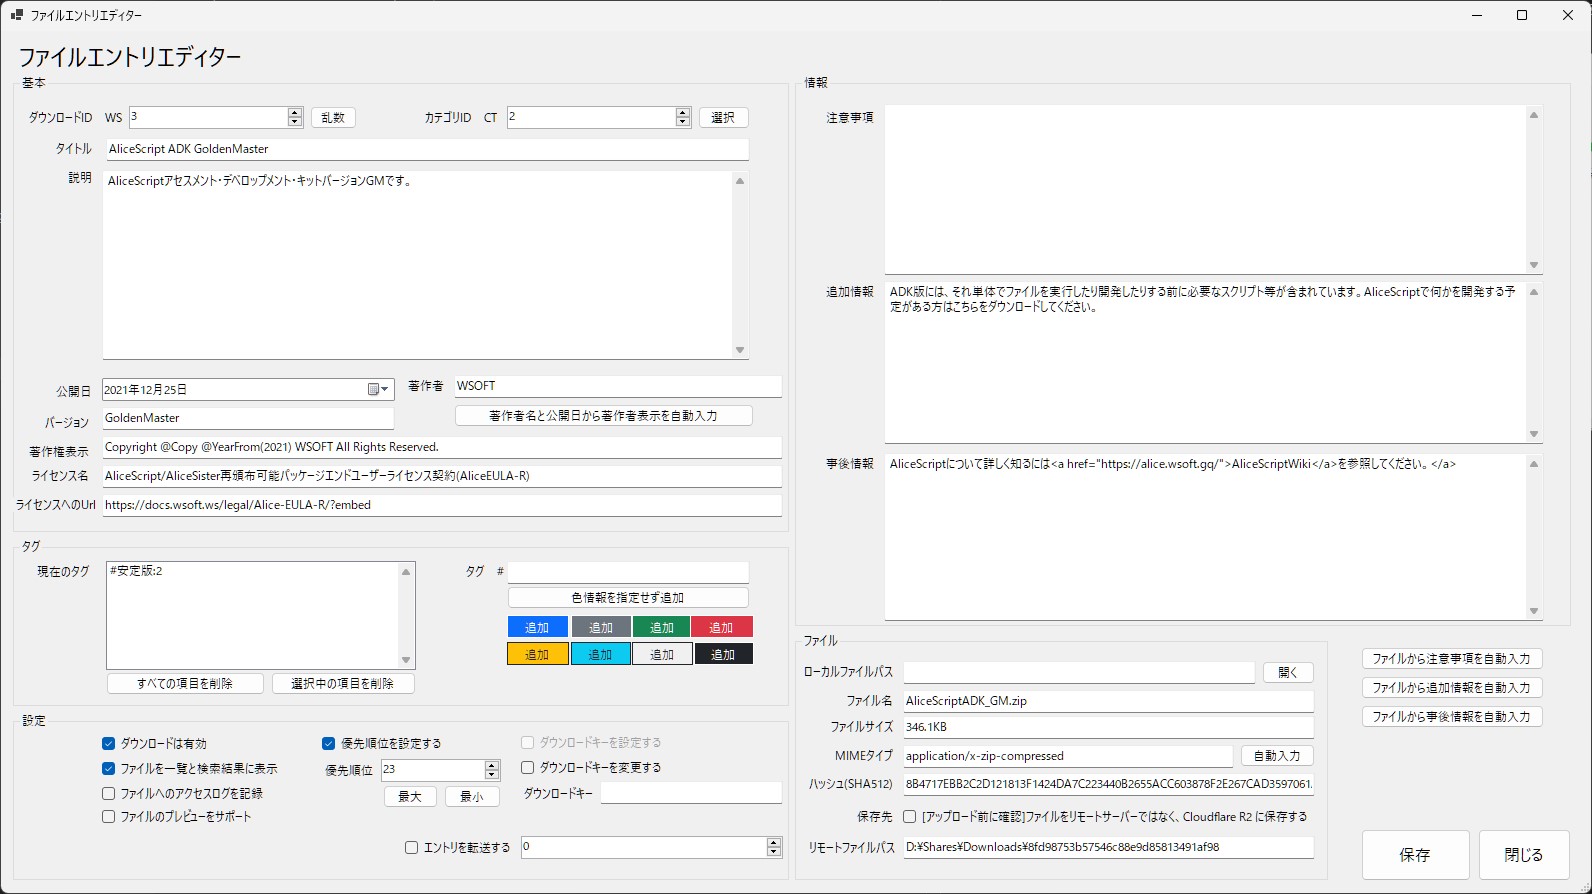 ファイルエントリエディター
ファイルエントリエディター
基本
ダウンロードID WS 3 乱数 カテゴリID CT 2 選択
タイトル AliceScript ADK GoldenMaster
説明 AliceScriptアセスメント・デベロップメント・キットバージョンGMです。
公開日 2021年12月25日 著作者 WSOFT
バージョン GoldenMaster 著作者名と公開日から著作者表示を自動入力
著作権表示 Copyright @Copy @YearFrom(2021) WSOFT All Rights Reserved.
ライセンス名 AliceScript/AliceSister再頒布可能パッケージエンドユーザーライセンス契約(AliceEULA-R)
ライセンスへのUrl https://docs.wsoft.ws/legal/Alice-EULA-R/?embed
タグ
現在のタグ #安定版:2 タグ #
色情報を指定せず追加
追加 追加 追加 追加
追加 追加 追加 追加
すべての項目を削除 選択中の項目を削除
設定
ダウンロードは有効 優先順位を設定する ダウンロードキーを設定する
ファイルを一覧と検索結果に表示 優先順位 23 ダウンロードキーを変更する
ファイルへのアクセスログを記録 最大 最小 ダウンロードキー
ファイルのプレビューをサポート
エントリを転送する 0
情報
注意事項
追加情報 ADK版には、それ単体でファイルを実行したり開発したりする前に必要なスクリプト等が含まれています。AliceScriptで何かを開発する予
定がある方はこちらをダウンロードしてください。
事後情報 AliceScriptについて詳しく知るには<a href="https://alice.wsoft.gq/">AliceScriptWiki</a>を参照してください。</a>
ファイル
ローカルファイルパス 開く
ファイル名 AliceScriptADK_GM.zip
ファイルサイズ 346.1KB
MIMEタイプ application/x-zip-compressed 自動入力
ハッシュ(SHA512) 8B4717EBB2C2D121813F1424DA7C223440B2655ACC603878F2E267CAD3597061.
保存先 [アップロード前に確認]ファイルをリモートサーバーではなく、Cloudflare R2 に保存する
リモートファイルパス D:¥Shares¥Downloads¥8fd98753b57546c88e9d85813491af98
ファイルから注意事項を自動入力
ファイルから追加情報を自動入力
ファイルから事後情報を自動入力
保存 閉じる